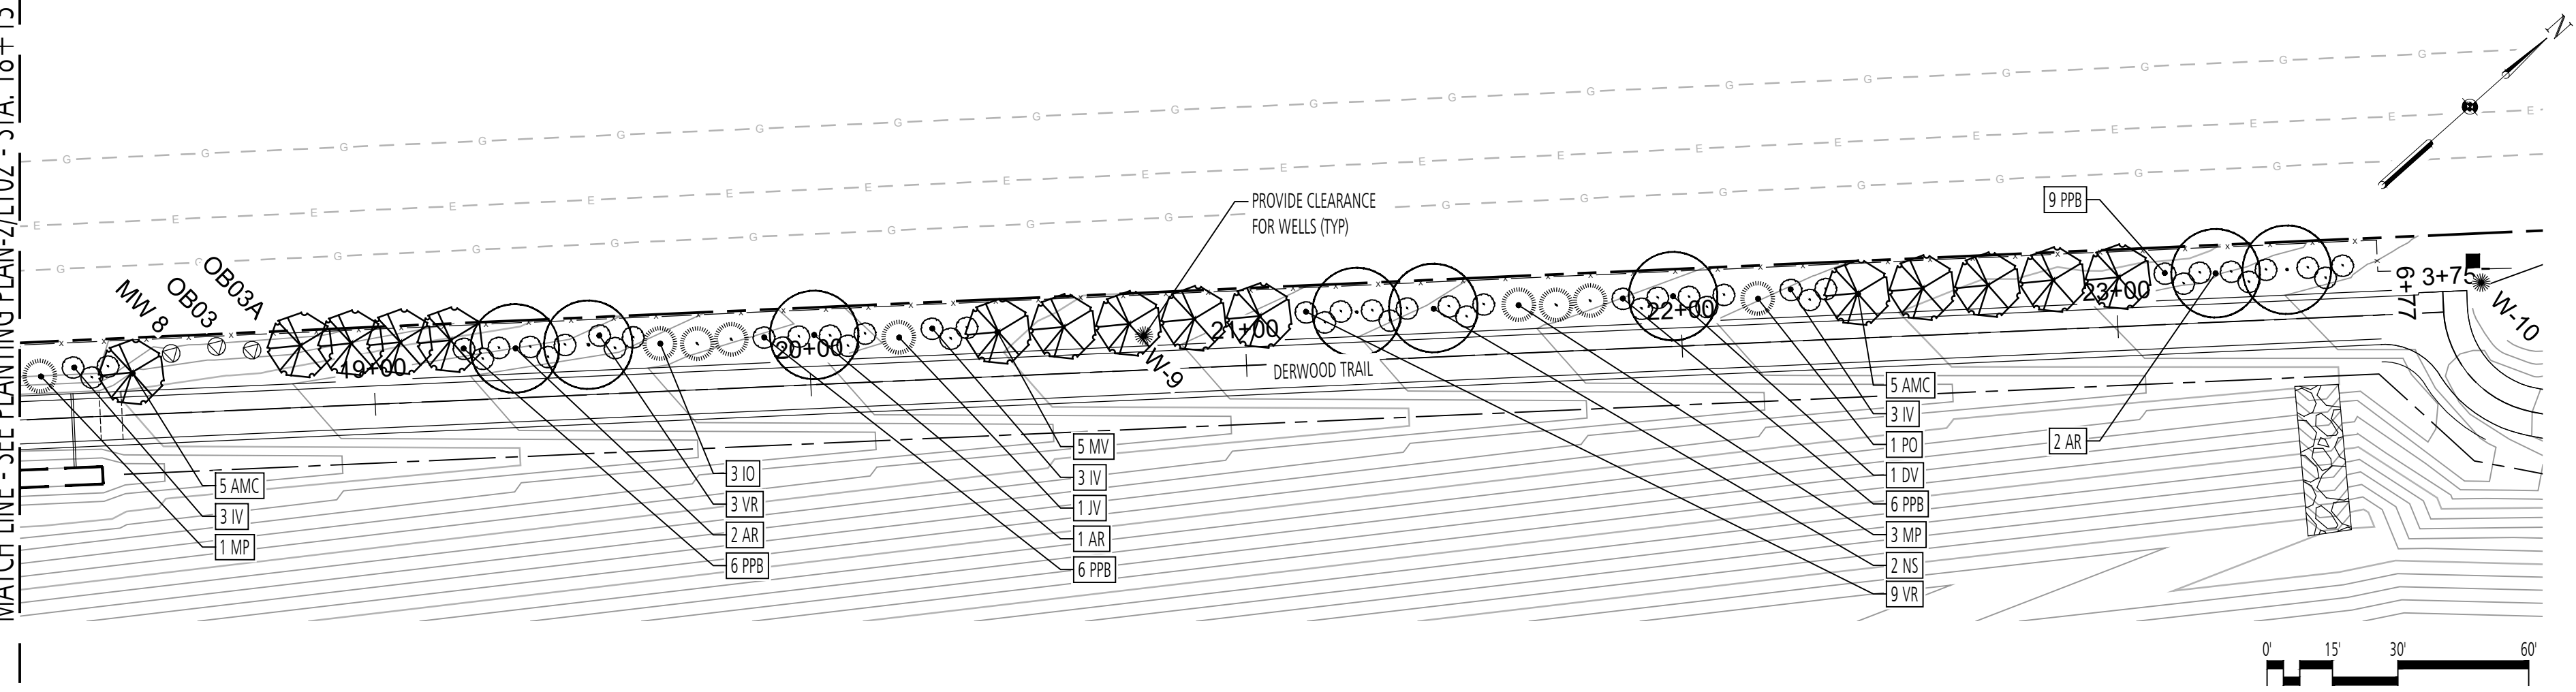 MATCH LINE - SEE PLANTING PLAN-2/LT02 - STA. 18+15
N
G G G G G G G G G G G G G G G G G G
E E E E E E E E E E E E E E E E
G G G G G G G G G G G G G G G G G
PROVIDE CLEARANCE
FOR WELLS (TYP)
9 PPB
MW 8
OB03
OB03A
19+00
20+00
21+00
22+00
23+00
6+77
3+75
W-9
W-10
DERWOOD TRAIL
5 AMC
3 IV
1 MP
3 IO
3 VR
2 AR
6 PPB
5 MV
3 IV
1 JV
1 AR
6 PPB
5 AMC
3 IV
1 PO
1 DV
6 PPB
3 MP
2 NS
9 VR
2 AR
0' 15' 30' 60'